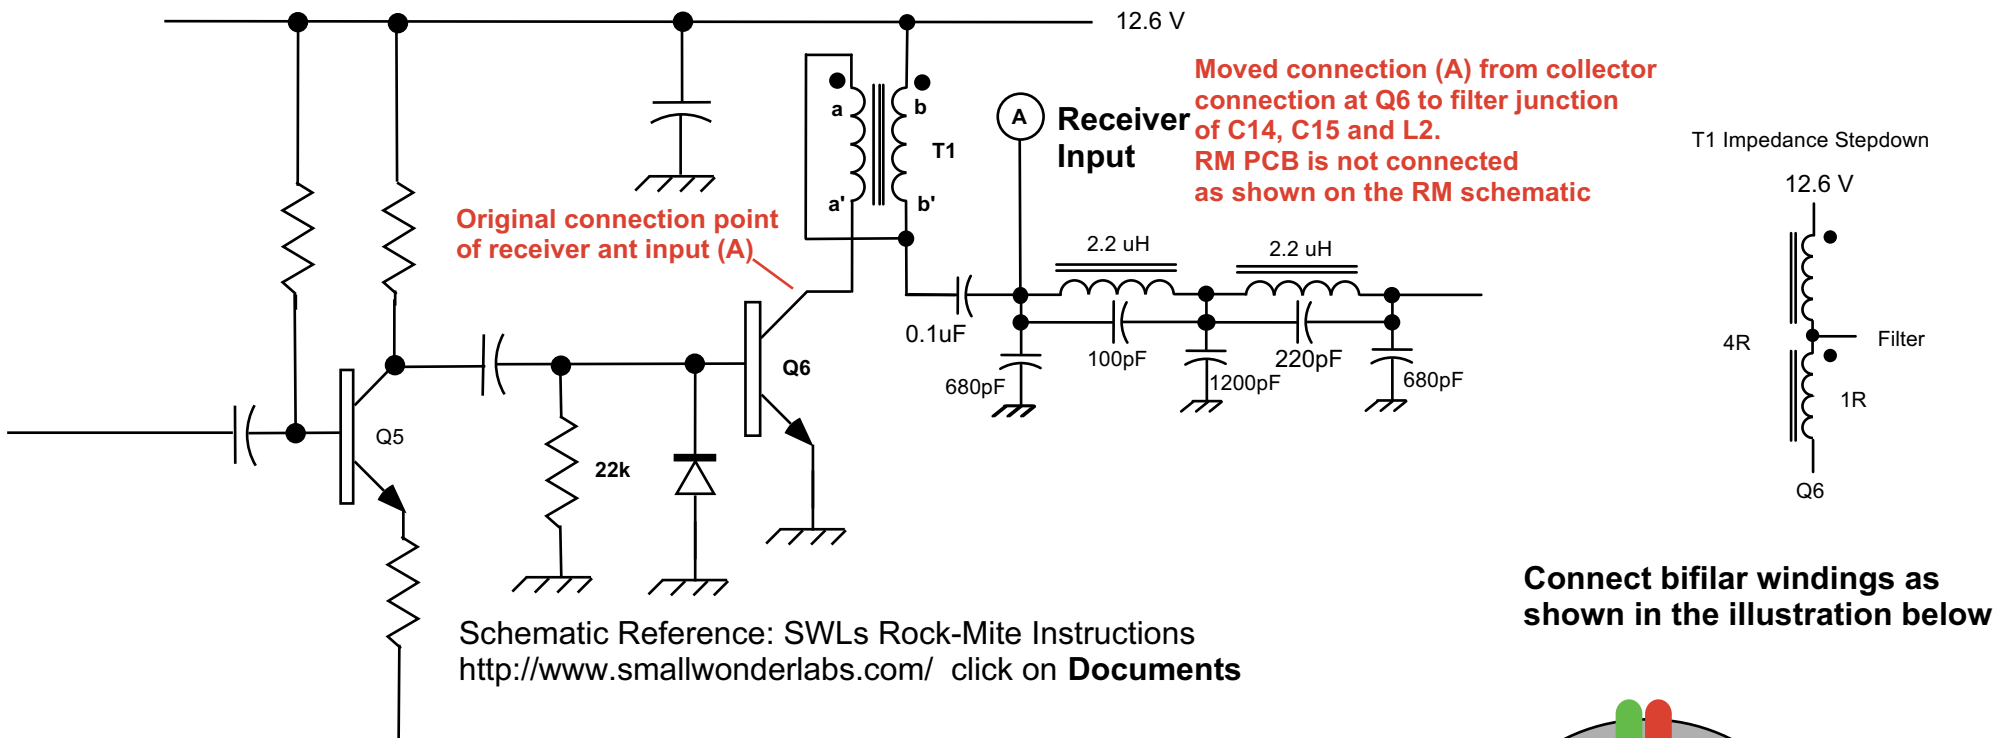 12.6 V
Moved connection (A) from collector
connection at Q6 to filter junction
of C14, C15 and L2.
RM PCB is not connected
as shown on the RM schematic
A
Receiver
Input
a
b
T1
a'
b'
Original connection point
of receiver ant input (A)
T1 Impedance Stepdown
12.6 V
4R
Filter
1R
Q6
2.2 uH
2.2 uH
0.1uF
680pF
100pF
1200pF
220pF
680pF
Q6
Q5
22k
Connect bifilar windings as
shown in the illustration below
Schematic Reference: SWLs Rock-Mite Instructions
http://www.smallwonderlabs.com/ click on Documents